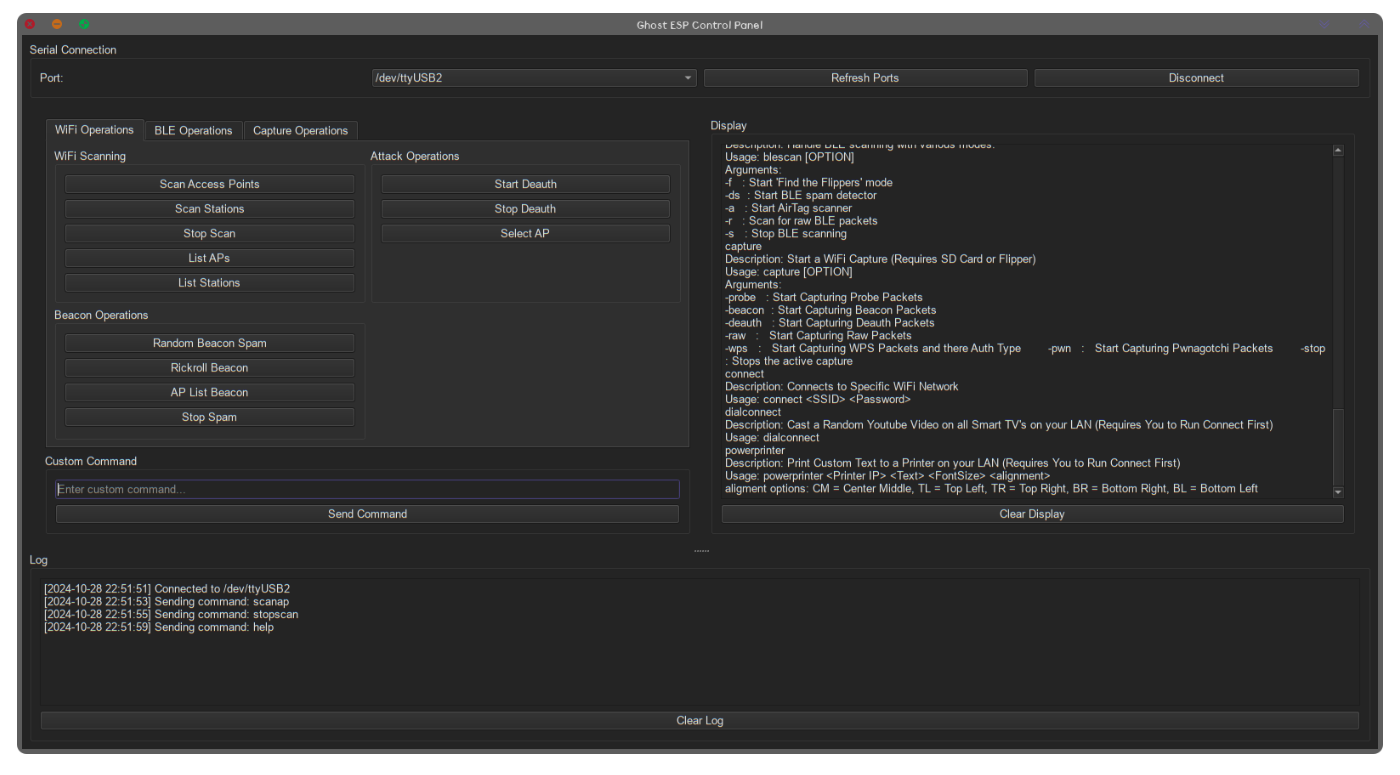 Ghost ESP Control Panel
Serial Connection
Port:
/dev/ttyUSB2
Refresh Ports
Disconnect
WiFi Operations
BLE Operations
Capture Operations
WiFi Scanning
Scan Access Points
Scan Stations
Stop Scan
List APs
List Stations
Attack Operations
Start Deauth
Stop Deauth
Select AP
Beacon Operations
Random Beacon Spam
Rickroll Beacon
AP List Beacon
Stop Spam
Custom Command
Enter custom command...
Send Command
Display
Description: Handle BLE scanning with various modes.
Usage: blescan [OPTION]
Arguments:
-f : Start 'Find the Flippers' mode
-ds : Start BLE spam detector
-a : Start AirTag scanner
-r : Scan for raw BLE packets
-s : Stop BLE scanning
capture
Description: Start a WiFi Capture (Requires SD Card or Flipper)
Usage: capture [OPTION]
Arguments:
-probe : Start Capturing Probe Packets
-beacon : Start Capturing Beacon Packets
-deauth : Start Capturing Deauth Packets
-raw : Start Capturing Raw Packets
-wps : Start Capturing WPS Packets and there Auth Type -pwn : Start Capturing Pwnagotchi Packets -stop
: Stops the active capture
connect
Description: Connects to Specific WiFi Network
Usage: connect <SSID> <Password>
dialconnect
Description: Cast a Random Youtube Video on all Smart TV's on your LAN (Requires You to Run Connect First)
Usage: dialconnect
powerprinter
Description: Print Custom Text to a Printer on your LAN (Requires You to Run Connect First)
Usage: powerprinter <Printer IP> <Text> <FontSize> <alignment>
aligment options: CM = Center Middle, TL = Top Left, TR = Top Right, BR = Bottom Right, BL = Bottom Left
Clear Display
Log
[2024-10-28 22:51:51] Connected to /dev/ttyUSB2
[2024-10-28 22:51:53] Sending command: scanap
[2024-10-28 22:51:55] Sending command: stopscan
[2024-10-28 22:51:59] Sending command: help
Clear Log